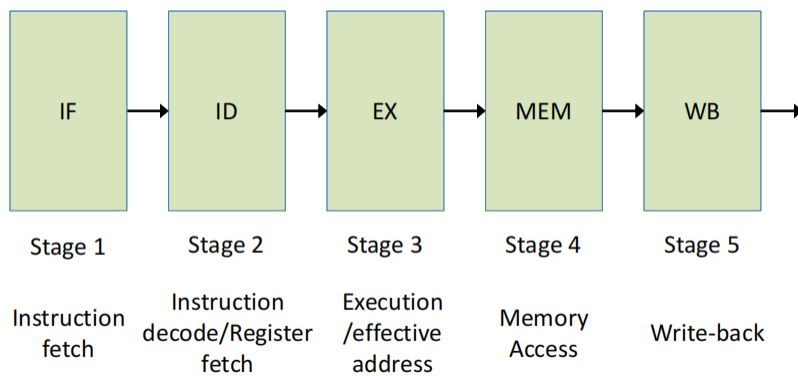 IF
ID
EX
MEM
WB
Stage 1
Stage 2
Stage 3
Stage 4
Stage 5
Instruction
fetch
Instruction
decode/Register
fetch
Execution
/effective
address
Memory
Access
Write-back